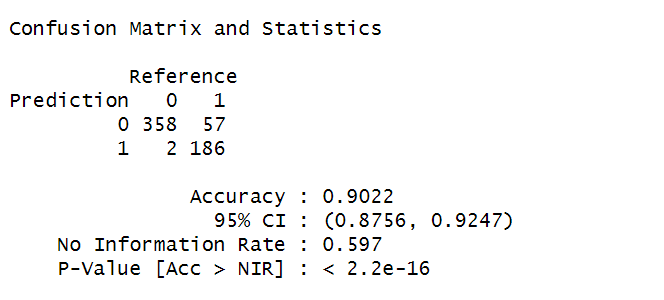 Confusion Matrix and Statistics
Reference
Prediction 0 1
0 358 57
1 2 186
Accuracy : 0.9022
95% CI : (0.8756, 0.9247)
No Information Rate : 0.597
P-Value [Acc > NIR] : < 2.2e-16